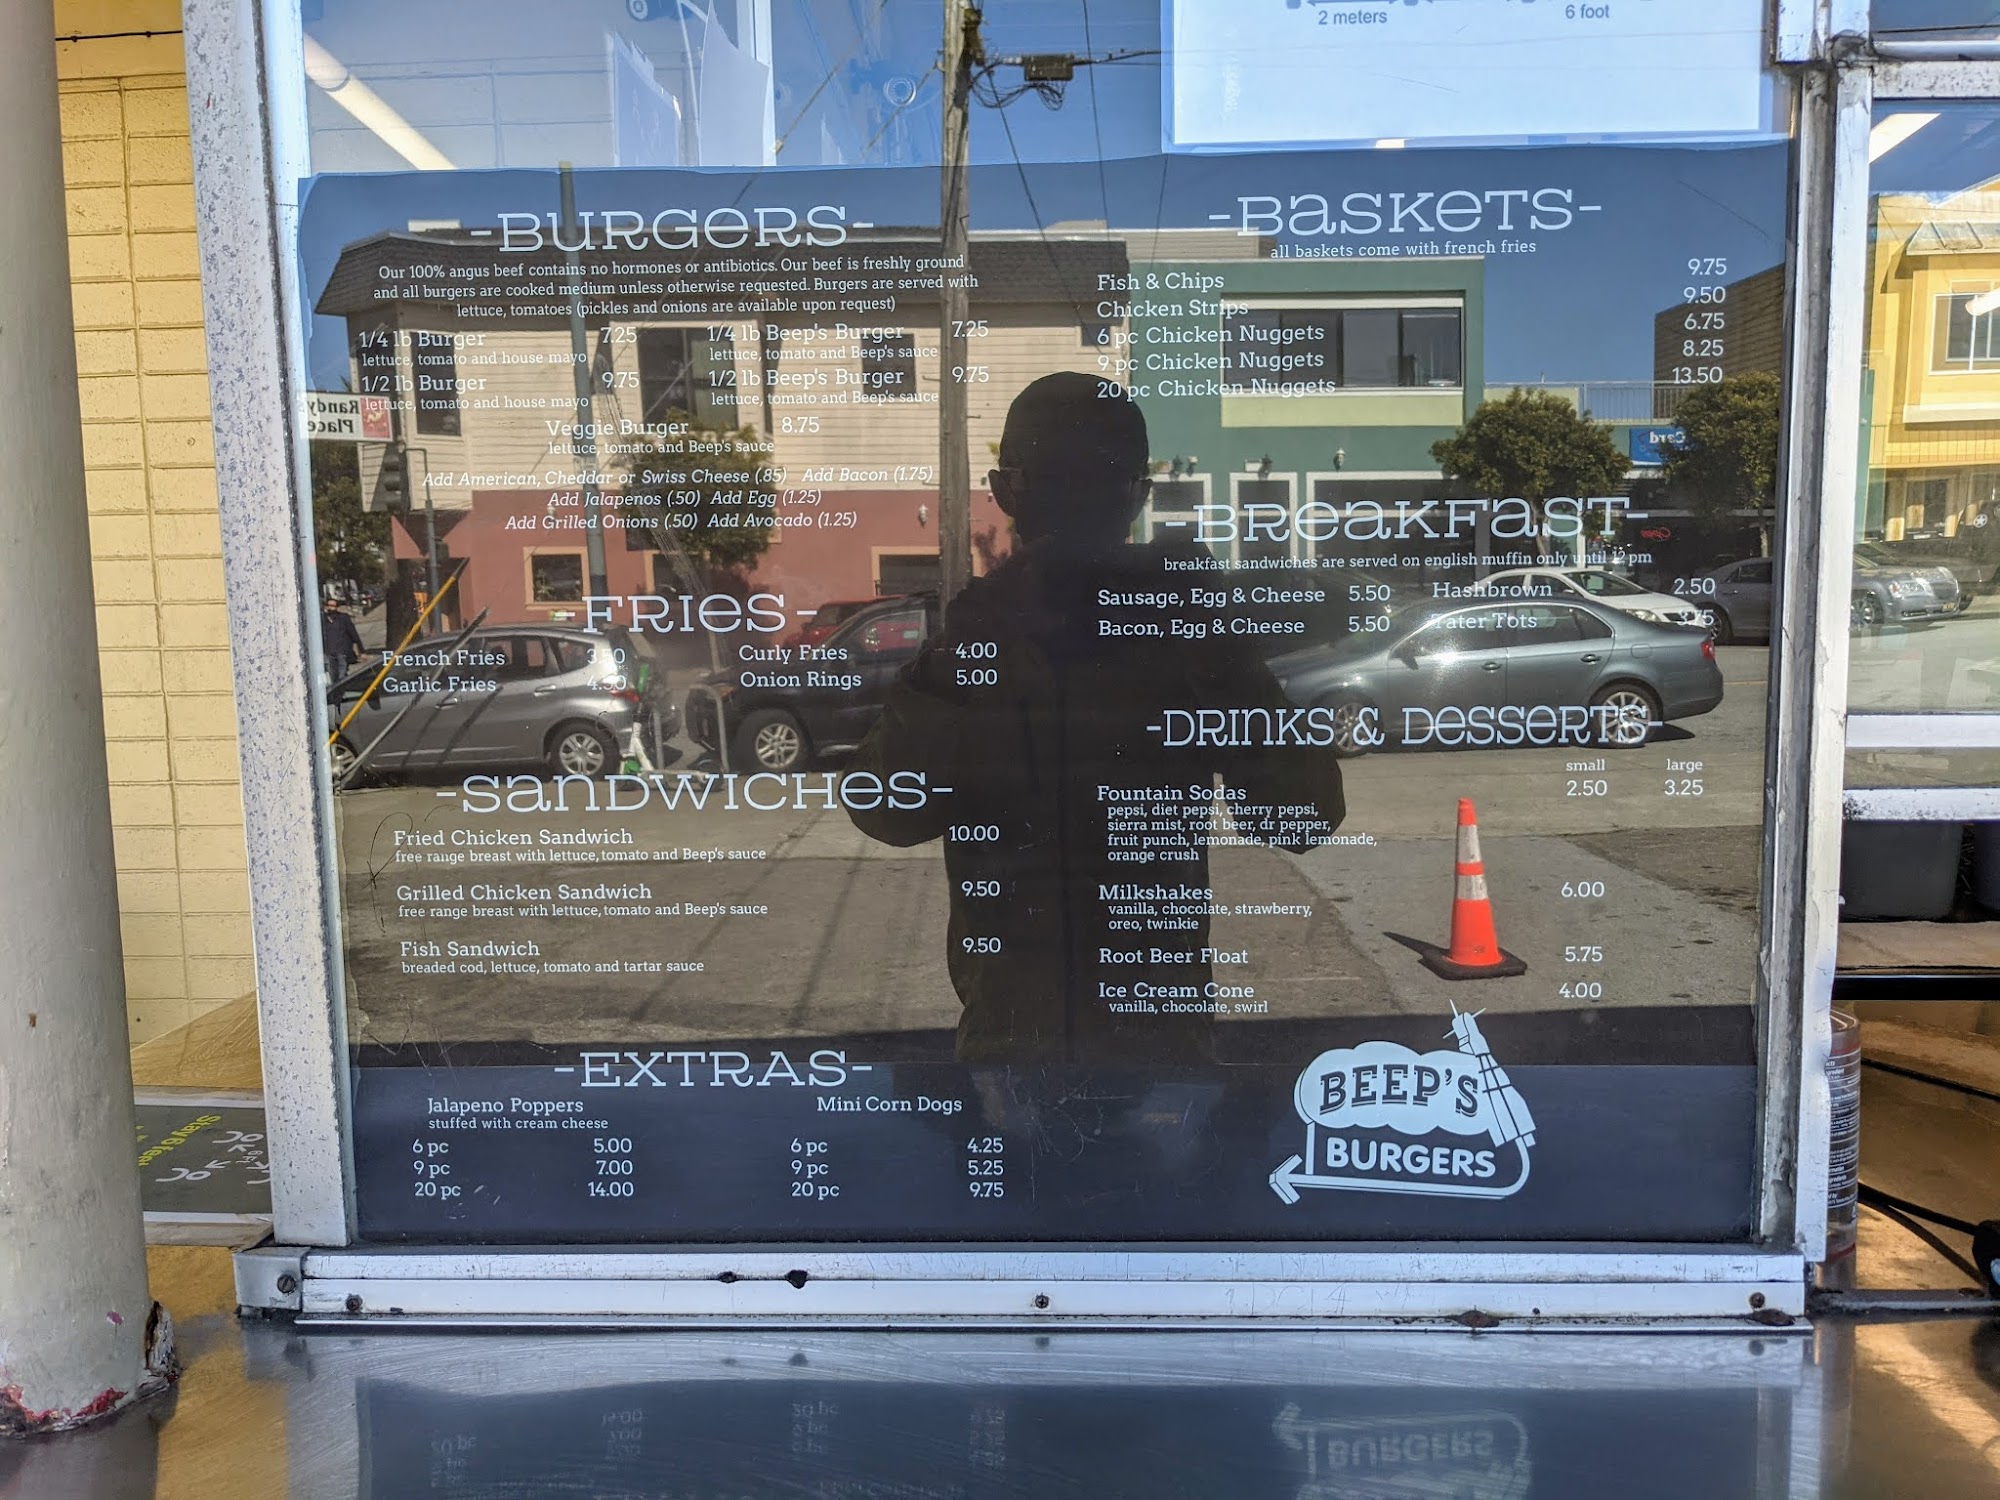 2 meters
6 foot
-BURGERS-
Our 100% angus beef contains no hormones or antibiotics. Our beef is freshly ground
and all burgers are cooked medium unless otherwise requested. Burgers are served with
lettuce, tomatoes (pickles and onions are available upon request)
1/4 lb Burger 7.25
lettuce, tomato and house mayo
1/2 lb Burger 9.75
lettuce, tomato and house mayo
1/4 lb Beep's Burger 7.25
lettuce, tomato and Beep's sauce
1/2 lb Beep's Burger 9.75
lettuce, tomato and Beep's sauce
Veggie Burger 8.75
lettuce, tomato and Beep's sauce
Add American, Cheddar or Swiss Cheese (.85) Add Bacon (1.75)
Add Jalapenos (.50) Add Egg (1.25)
Add Grilled Onions (.50) Add Avocado (1.25)
-FRIES-
French Fries 3.50
Garlic Fries 4.50
Curly Fries 4.00
Onion Rings 5.00
-SANDWICHES-
Fried Chicken Sandwich 10.00
free range breast with lettuce, tomato and Beep's sauce
Grilled Chicken Sandwich 9.50
free range breast with lettuce, tomato and Beep's sauce
Fish Sandwich 9.50
breaded cod, lettuce, tomato and tartar sauce
-EXTRAS-
Jalapeno Poppers
stuffed with cream cheese
6 pc 5.00
9 pc 7.00
20 pc 14.00
Mini Corn Dogs
6 pc 4.25
9 pc 5.25
20 pc 9.75
-BASKETS-
all baskets come with french fries
Fish & Chips 9.75
Chicken Strips 9.50
6 pc Chicken Nuggets 6.75
9 pc Chicken Nuggets 8.25
20 pc Chicken Nuggets 13.50
-BREAKFAST-
breakfast sandwiches are served on english muffin only until 12 pm
Sausage, Egg & Cheese 5.50
Bacon, Egg & Cheese 5.50
Hashbrown 2.50
Tater Tots
-DRINKS & DESSERTS-
small large
Fountain Sodas 2.50 3.25
pepsi, diet pepsi, cherry pepsi,
sierra mist, root beer, dr pepper,
fruit punch, lemonade, pink lemonade,
orange crush
Milkshakes 6.00
vanilla, chocolate, strawberry,
oreo, twinkie
Root Beer Float 5.75
Ice Cream Cone 4.00
vanilla, chocolate, swirl
BEEP'S
BURGERS
Randy's
Place